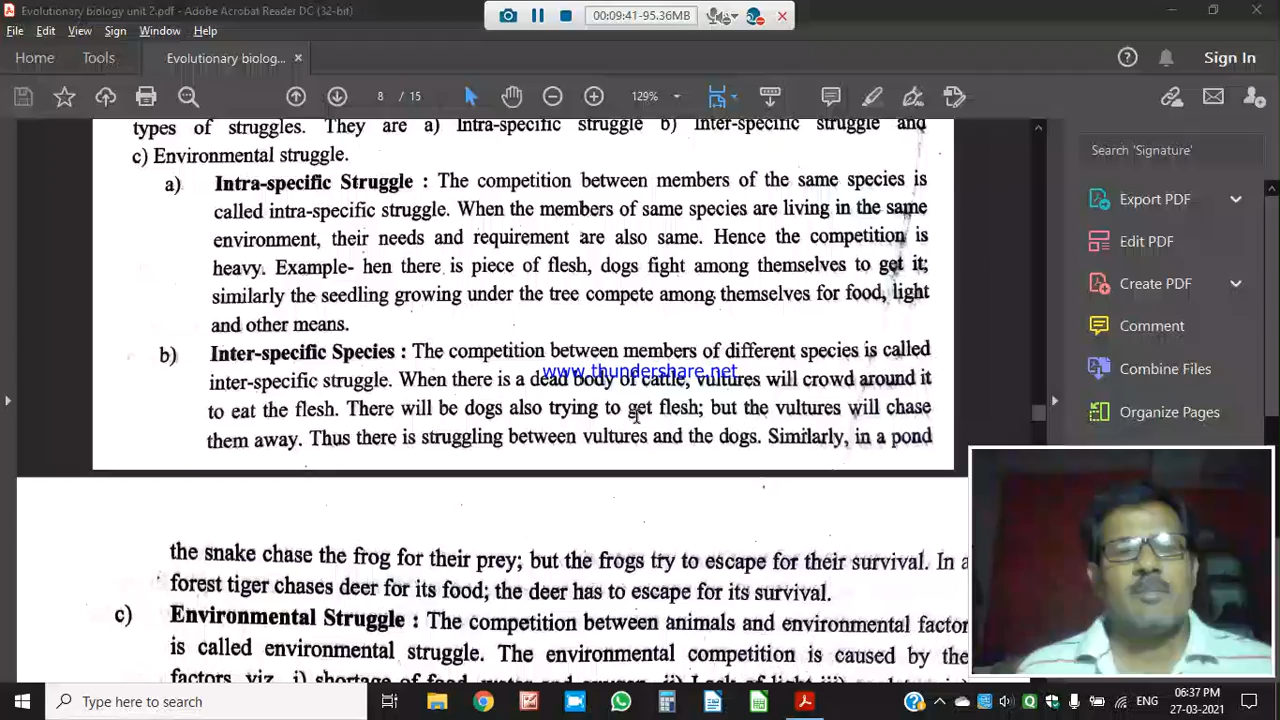 Evolutionary biology unit 2.pdf - Adobe Acrobat Reader DC (32-bit)
00:09:41-95.36MB
File Edit View Sign Window Help
Home Tools Evolutionary biolog... × Sign In
8 / 15 129%
types of struggles. They are a) Intra-specific struggle b) Inter-specific struggle and
c) Environmental struggle.
a) Intra-specific Struggle : The competition between members of the same species is
called intra-specific struggle. When the members of same species are living in the same
environment, their needs and requirement are also same. Hence the competition is
heavy. Example- hen there is piece of flesh, dogs fight among themselves to get it;
similarly the seedling growing under the tree compete among themselves for food, light
and other means.
b) Inter-specific Species : The competition between members of different species is called
www.thundershare.net
inter-specific struggle. When there is a dead body of cattle, vultures will crowd around it
to eat the flesh. There will be dogs also trying to get flesh; but the vultures will chase
them away. Thus there is struggling between vultures and the dogs. Similarly, in a pond
the snake chase the frog for their prey; but the frogs try to escape for their survival. In a
forest tiger chases deer for its food; the deer has to escape for its survival.
c) Environmental Struggle : The competition between animals and environmental factor
is called environmental struggle. The environmental competition is caused by the
factors, viz. i) shortage of food, water and oxygen, ii) Lack of light iii)
Search 'Signature'
Export PDF
Edit PDF
Create PDF
Comment
Combine Files
Organize Pages
Type here to search
ENG
06:37 PM
27-03-2021